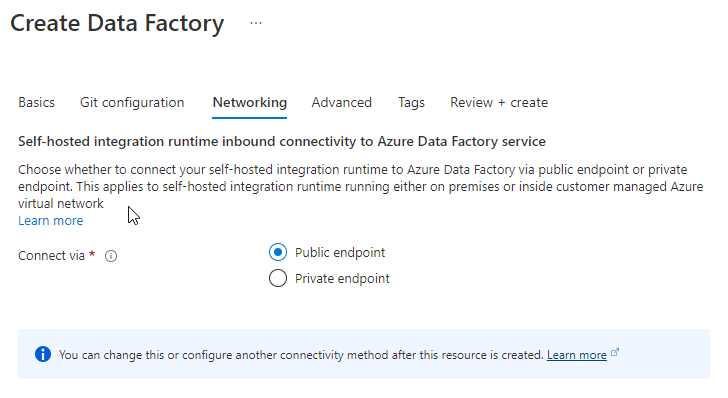 Create Data Factory ...
Basics Git configuration Networking Advanced Tags Review + create
Self-hosted integration runtime inbound connectivity to Azure Data Factory service
Choose whether to connect your self-hosted integration runtime to Azure Data Factory via public endpoint or private
endpoint. This applies to self-hosted integration runtime running either on premises or inside customer managed Azure
virtual network
Learn more
Connect via * Public endpoint
Private endpoint
You can change this or configure another connectivity method after this resource is created. Learn more